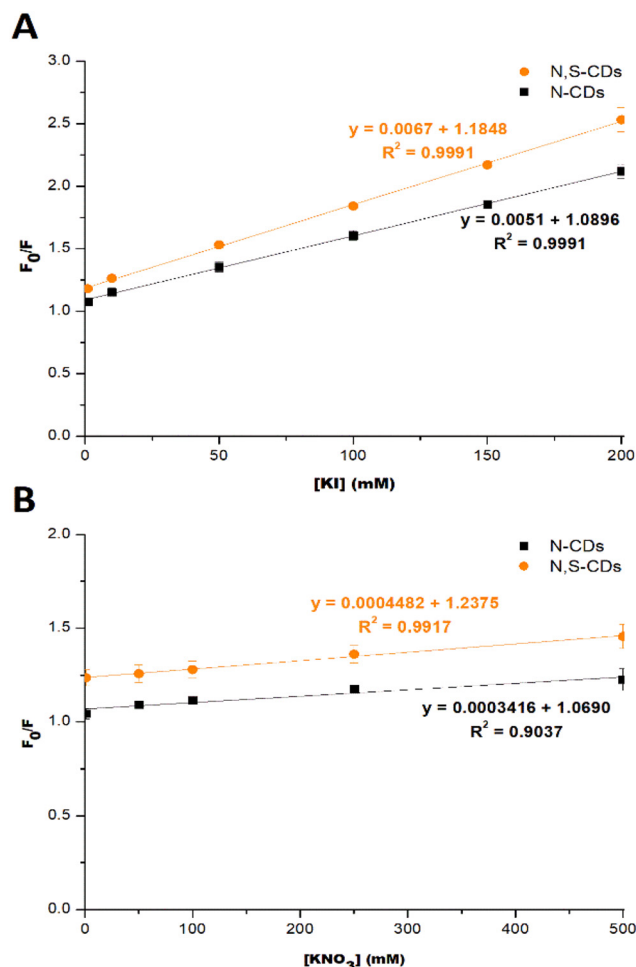 A
3.0
N,S-CDs
N-CDs
2.5
y = 0.0067 + 1.1848
R² = 0.9991
2.0
y = 0.0051 + 1.0896
R² = 0.9991
1.5
F₀/F
1.0
0.5
0.0
0 50 100 150 200
[KI] (mM)
B
2.0
N-CDs
N,S-CDs
y = 0.0004482 + 1.2375
R² = 0.9917
1.5
y = 0.0003416 + 1.0690
R² = 0.9037
1.0
F₀/F
0.5
0.0
0 100 200 300 400 500
[KNO₃] (mM)